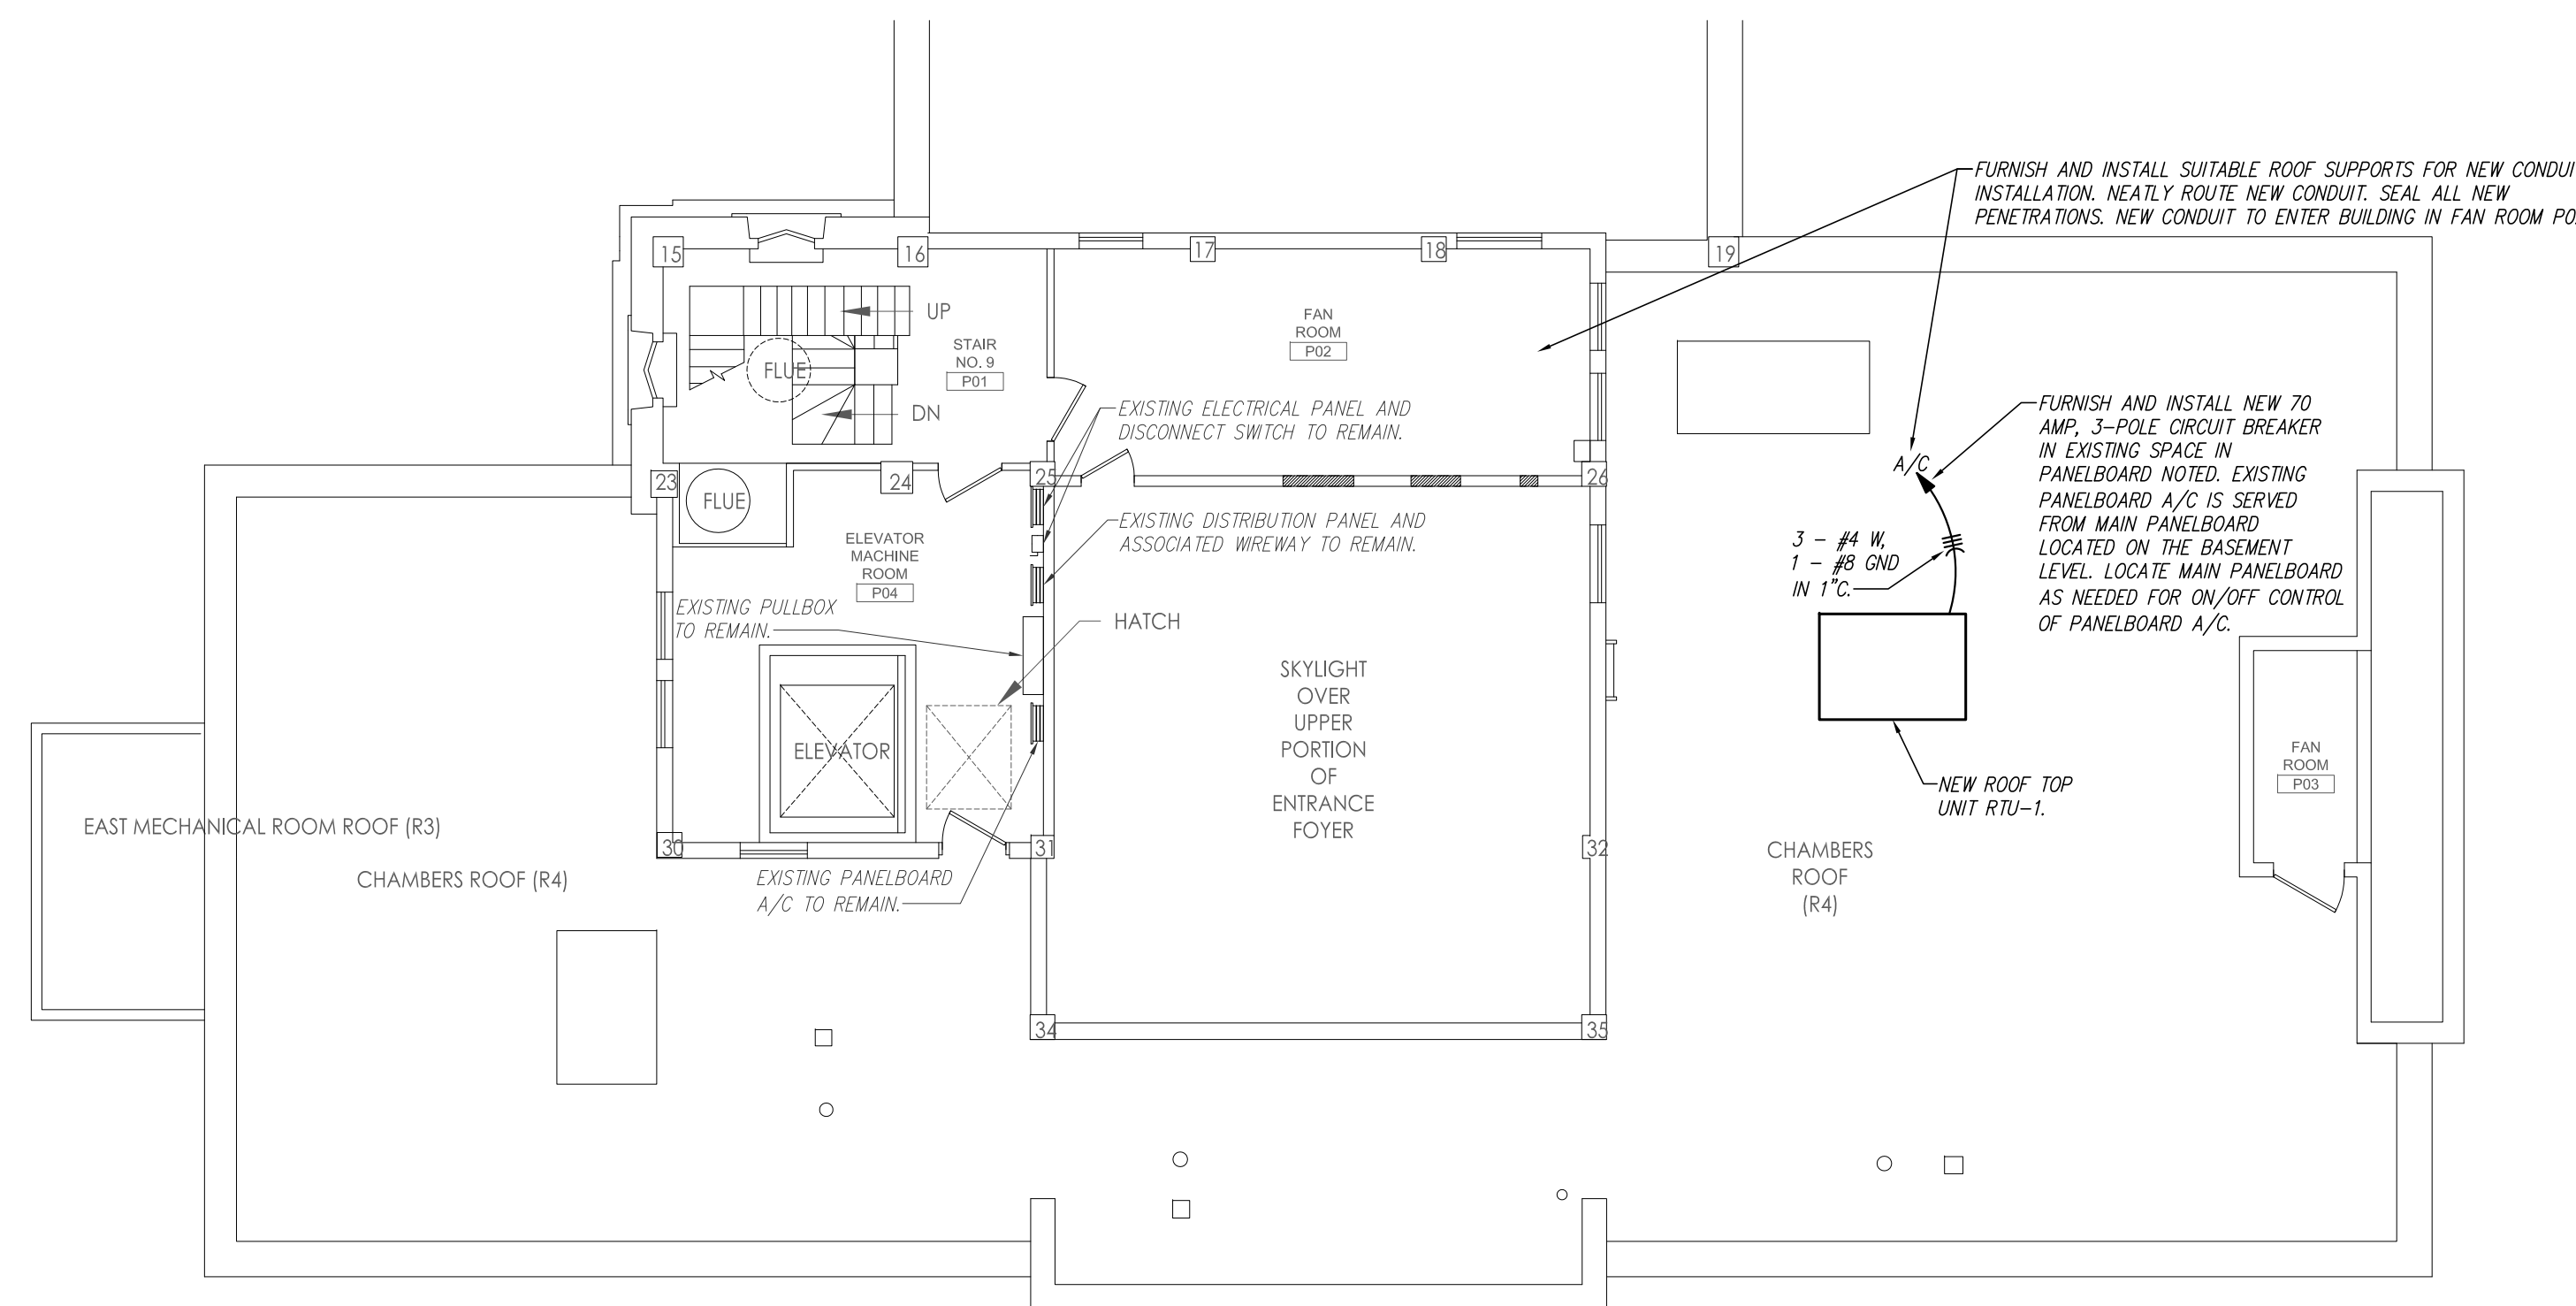 FURNISH AND INSTALL SUITABLE ROOF SUPPORTS FOR NEW
INSTALLATION. NEATLY ROUTE NEW CONDUIT. SEAL ALL NEW
PENETRATIONS. NEW CONDUIT TO ENTER BUILDING IN FAN ROOM
15
16
17
18
19
UP
FLUE
DN
STAIR
NO. 9
P01
FAN
ROOM
P02
EXISTING ELECTRICAL PANEL AND
DISCONNECT SWITCH TO REMAIN.
FURNISH AND INSTALL NEW 70
AMP, 3-POLE CIRCUIT BREAKER
IN EXISTING SPACE IN
PANELBOARD NOTED. EXISTING
PANELBOARD A/C IS SERVED
FROM MAIN PANELBOARD
LOCATED ON THE BASEMENT
LEVEL. LOCATE MAIN PANELBOARD
AS NEEDED FOR ON/OFF CONTROL
OF PANELBOARD A/C.
A/C
23
24
25
26
FLUE
EXISTING DISTRIBUTION PANEL AND
ASSOCIATED WIREWAY TO REMAIN.
ELEVATOR
MACHINE
ROOM
P04
3 - #4 W,
1 - #8 GND
IN 1"C.
EXISTING PULLBOX
TO REMAIN.
HATCH
SKYLIGHT
OVER
UPPER
PORTION
OF
ENTRANCE
FOYER
ELEVATOR
NEW ROOF TOP
UNIT RTU-1.
FAN
ROOM
P03
EAST MECHANICAL ROOM ROOF (R3)
CHAMBERS ROOF (R4)
30
31
32
EXISTING PANELBOARD
A/C TO REMAIN.
CHAMBERS
ROOF
(R4)
34
35